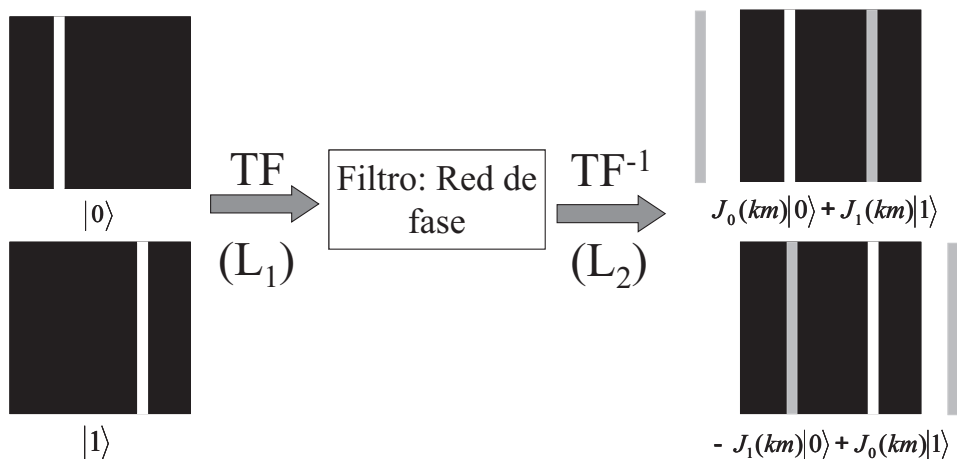 |0⟩
TF
(L₁)
Filtro: Red de
fase
TF⁻¹
(L₂)
J₀(km)|0⟩ + J₁(km)|1⟩
|1⟩
- J₁(km)|0⟩ + J₀(km)|1⟩